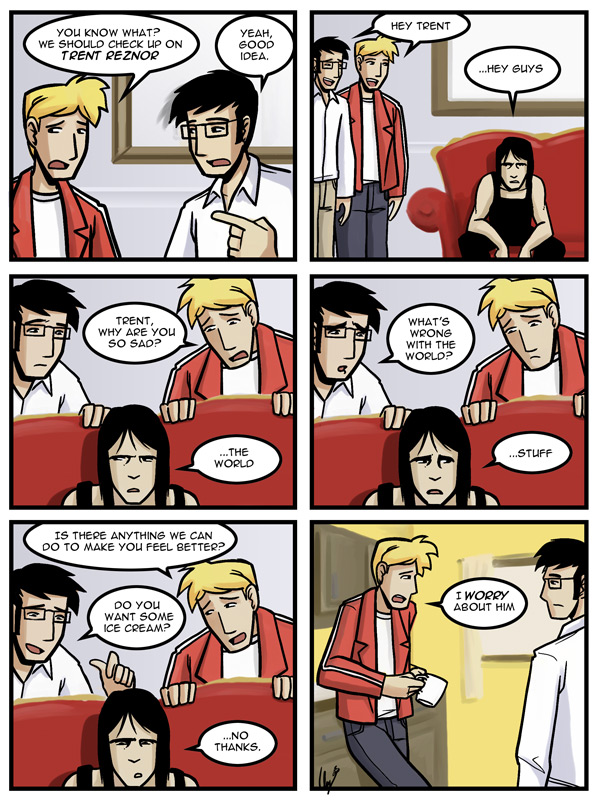 YOU KNOW WHAT?
WE SHOULD CHECK UP ON
TRENT REZNOR
YEAH,
GOOD
IDEA.
HEY TRENT
...HEY GUYS
TRENT,
WHY ARE YOU
SO SAD?
...THE
WORLD
WHAT'S
WRONG
WITH THE
WORLD?
...STUFF
IS THERE ANYTHING WE CAN
DO TO MAKE YOU FEEL BETTER?
DO YOU
WANT SOME
ICE CREAM?
...NO
THANKS.
I WORRY
ABOUT HIM